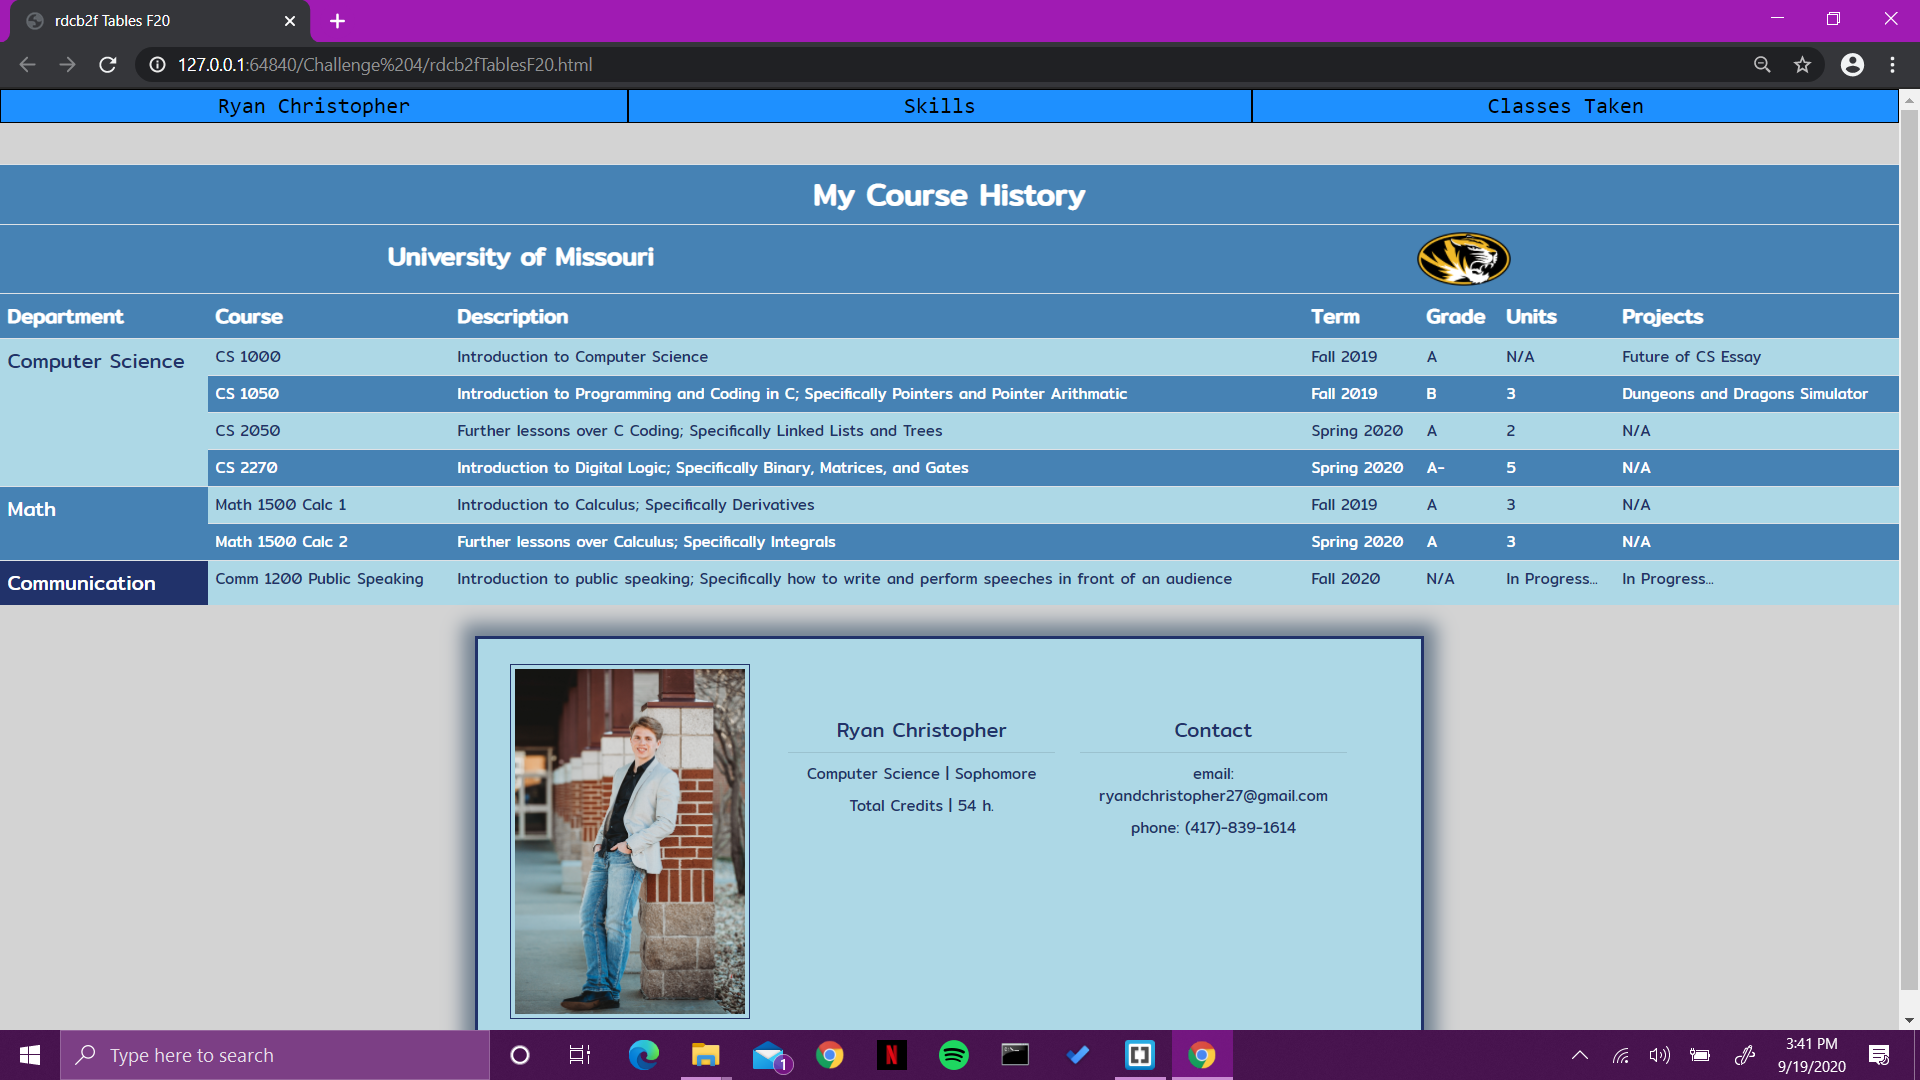 rdcb2f Tables F20
127.0.0.1:64840/Challenge%204/rdcb2fTablesF20.html
Ryan Christopher Skills Classes Taken
My Course History
University of Missouri
Department Course Description Term Grade Units Projects
Computer Science CS 1000 Introduction to Computer Science Fall 2019 A N/A Future of CS Essay
CS 1050 Introduction to Programming and Coding in C; Specifically Pointers and Pointer Arithmatic Fall 2019 B 3 Dungeons and Dragons Simulator
CS 2050 Further lessons over C Coding; Specifically Linked Lists and Trees Spring 2020 A 2 N/A
CS 2270 Introduction to Digital Logic; Specifically Binary, Matrices, and Gates Spring 2020 A- 5 N/A
Math Math 1500 Calc 1 Introduction to Calculus; Specifically Derivatives Fall 2019 A 3 N/A
Math 1500 Calc 2 Further lessons over Calculus; Specifically Integrals Spring 2020 A 3 N/A
Communication Comm 1200 Public Speaking Introduction to public speaking; Specifically how to write and perform speeches in front of an audience Fall 2020 N/A In Progress... In Progress...
Ryan Christopher
Computer Science | Sophomore
Total Credits | 54 h.
Contact
email:
ryandchristopher27@gmail.com
phone: (417)-839-1614
Type here to search
1
N
3:41 PM
9/19/2020